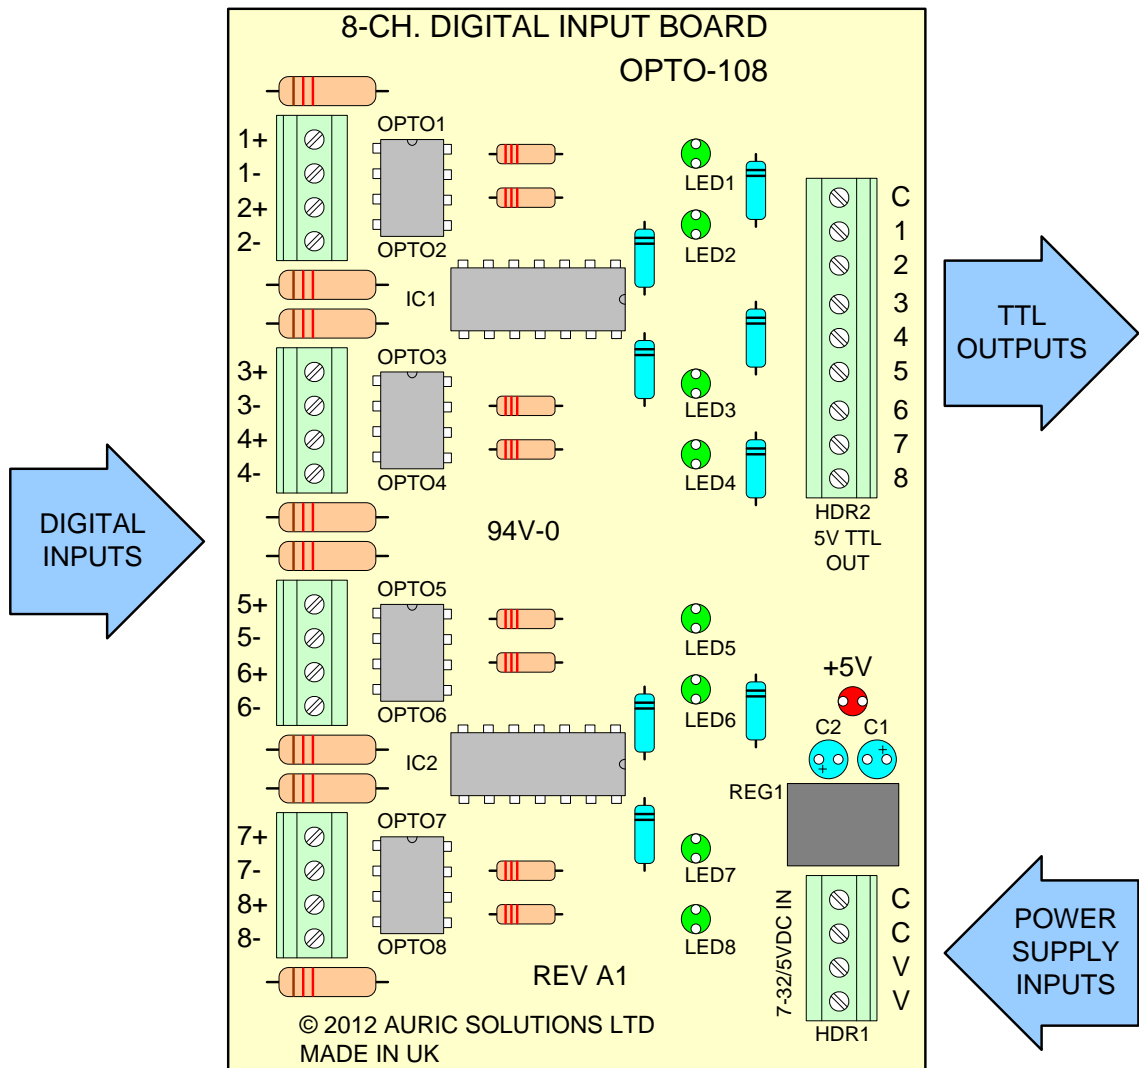 8-CH. DIGITAL INPUT BOARD
OPTO-108
1+
1-
2+
2-
OPTO1
OPTO2
LED1
LED2
IC1
C
1
2
3
4
5
6
7
8
HDR2
5V TTL
OUT
TTL
OUTPUTS
3+
3-
4+
4-
OPTO3
OPTO4
LED3
LED4
DIGITAL
INPUTS
94V-0
5+
5-
6+
6-
OPTO5
OPTO6
LED5
LED6
+5V
C2
+
C1
+
IC2
REG1
7+
7-
8+
8-
OPTO7
OPTO8
LED7
LED8
7-32/5VDC IN
C
C
V
V
HDR1
POWER
SUPPLY
INPUTS
REV A1
© 2012 AURIC SOLUTIONS LTD
MADE IN UK